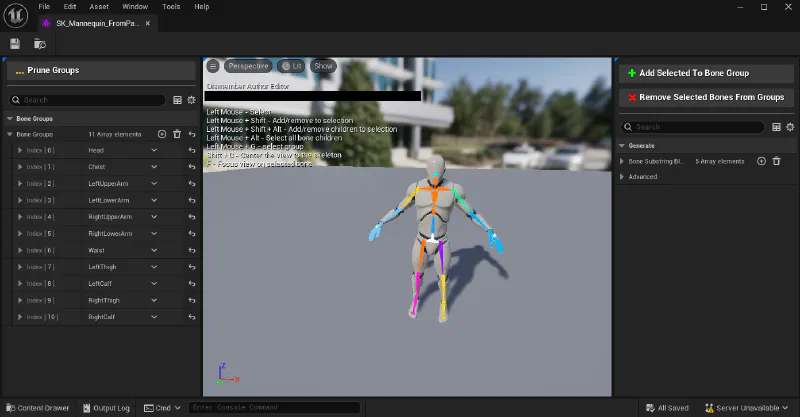 File Edit Asset Window Tools Help
SK_Mannequin_FromPa...
Prune Groups
Search
Bone Groups
Bone Groups 11 Array elements
Index [ 0 ] Head
Index [ 1 ] Chest
Index [ 2 ] LeftUpperArm
Index [ 3 ] LeftLowerArm
Index [ 4 ] RightUpperArm
Index [ 5 ] RightLowerArm
Index [ 6 ] Waist
Index [ 7 ] LeftThigh
Index [ 8 ] LeftCalf
Index [ 9 ] RightThigh
Index [ 10 ] RightCalf
Perspective Lit Show
Dismember Author Editor
Left Mouse - Select
Left Mouse + Shift - Add/remove to selection
Left Mouse + Shift + Alt - Add/remove children to selection
Left Mouse + Alt - Select all bone children
Left Mouse + G - select group
Shift + C - Center the view to the skeleton
F - Focus view on selected bone
Z
X
Add Selected To Bone Group
Remove Selected Bones From Groups
Search
Generate
Bone Substring Bl... 5 Array elements
Advanced
Content Drawer Output Log Cmd Enter Console Command All Saved Server Unavailable